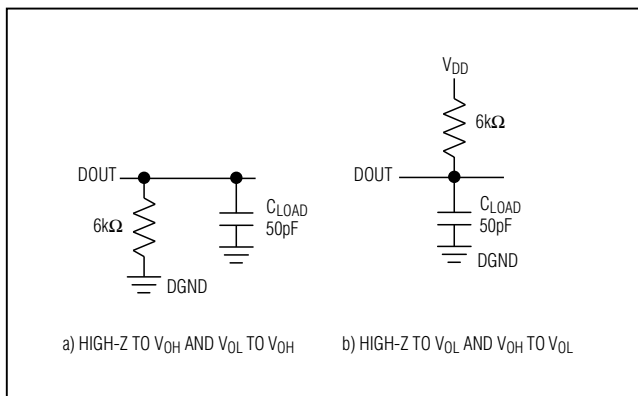 VDD
6kΩ
DOUT
6kΩ
CLOAD
50pF
DGND
a) HIGH-Z TO VOH AND VOL TO VOH
DOUT
CLOAD
50pF
DGND
b) HIGH-Z TO VOL AND VOH TO VOL